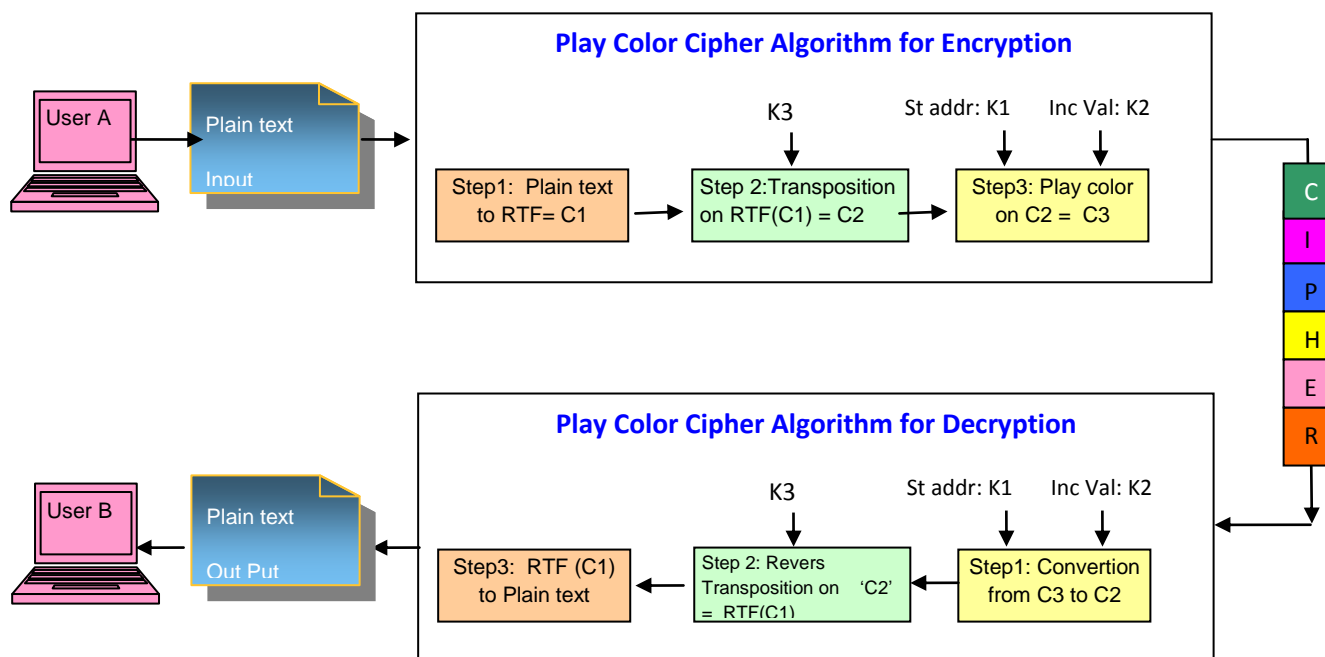 Play Color Cipher Algorithm for Encryption
User A
Plain text
Input
K3
St addr: K1
Inc Val: K2
Step1: Plain text
to RTF= C1
Step 2:Transposition
on RTF(C1) = C2
Step3: Play color
on C2 = C3
C
I
P
H
E
R
Play Color Cipher Algorithm for Decryption
User B
Plain text
Out Put
K3
St addr: K1
Inc Val: K2
Step3: RTF (C1)
to Plain text
Step 2: Revers
Transposition on 'C2'
= RTF(C1)
Step1: Convertion
from C3 to C2